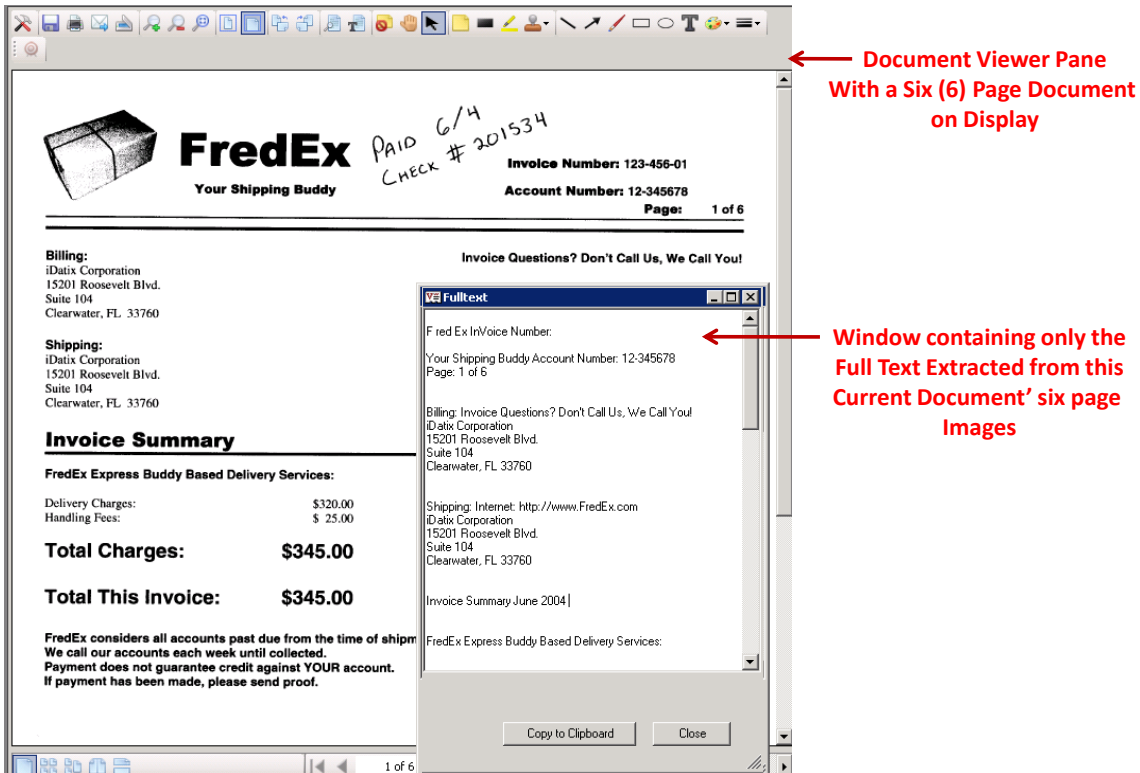 Document Viewer Pane
With a Six (6) Page Document
on Display
FredEx
Your Shipping Buddy
PAID 6/4
CHECK # 201534
Invoice Number: 123-456-01
Account Number: 12-345678
Page: 1 of 6
Billing:
iDatix Corporation
15201 Roosevelt Blvd.
Suite 104
Clearwater, FL 33760
Invoice Questions? Don't Call Us, We Call You!
Shipping:
iDatix Corporation
15201 Roosevelt Blvd.
Suite 104
Clearwater, FL 33760
Invoice Summary
FredEx Express Buddy Based Delivery Services:
Delivery Charges: $320.00
Handling Fees: $ 25.00
Total Charges: $345.00
Total This Invoice: $345.00
FredEx considers all accounts past due from the time of shipm
We call our accounts each week until collected.
Payment does not guarantee credit against YOUR account.
If payment has been made, please send proof.
1 of 6
Fulltext
F red Ex InVoice Number:
Your Shipping Buddy Account Number: 12-345678
Page: 1 of 6
Billing: Invoice Questions? Don't Call Us, We Call You!
iDatix Corporation
15201 Roosevelt Blvd.
Suite 104
Clearwater, FL 33760
Shipping: Internet: http://www.FredEx.com
iDatix Corporation
15201 Roosevelt Blvd.
Suite 104
Clearwater, FL 33760
Invoice Summary June 2004
FredEx Express Buddy Based Delivery Services:
Copy to Clipboard
Close
Window containing only the
Full Text Extracted from this
Current Document' six page
Images